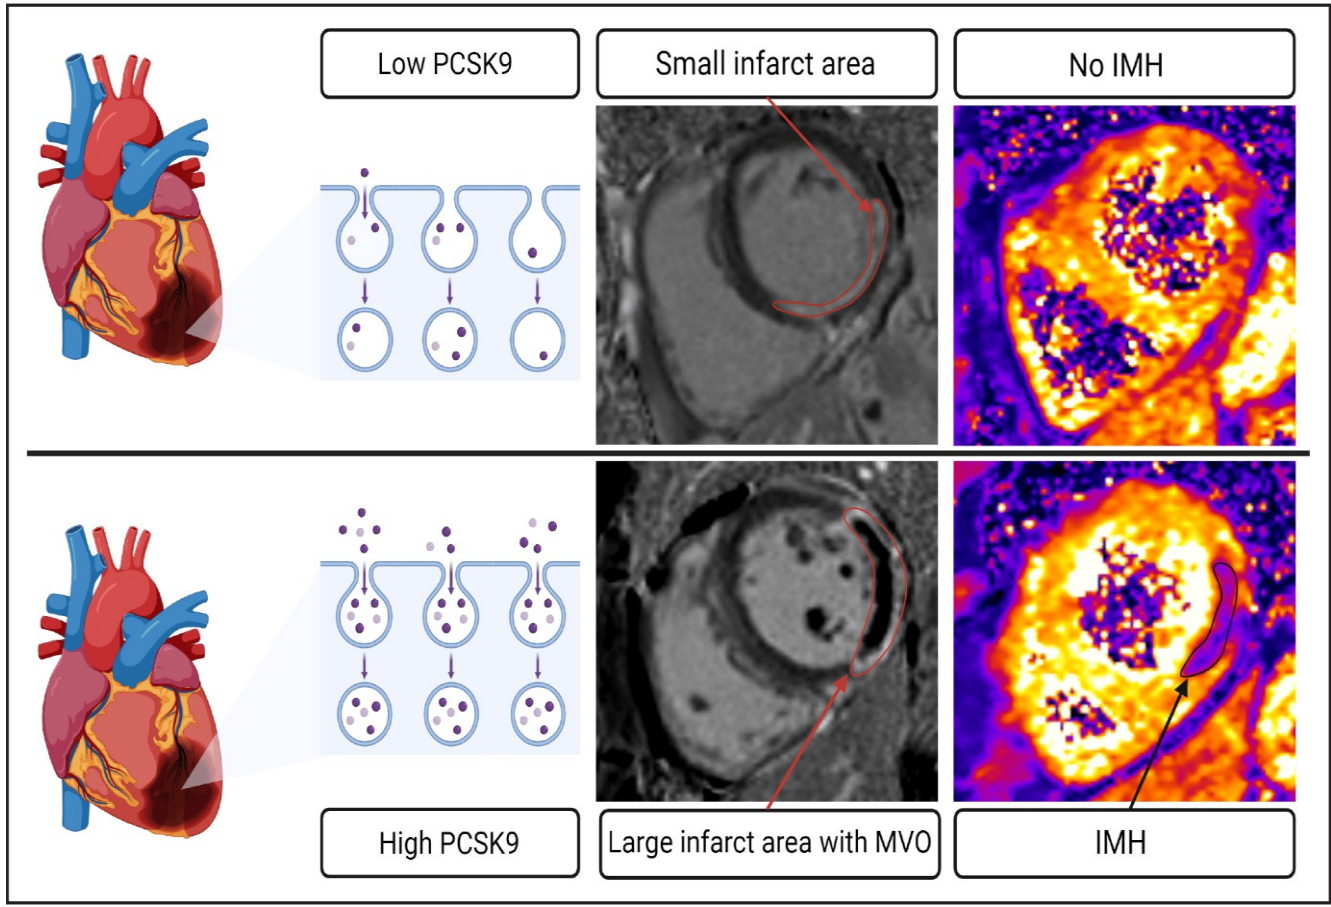 Low PCSK9
Small infarct area
No IMH
High PCSK9
Large infarct area with MVO
IMH